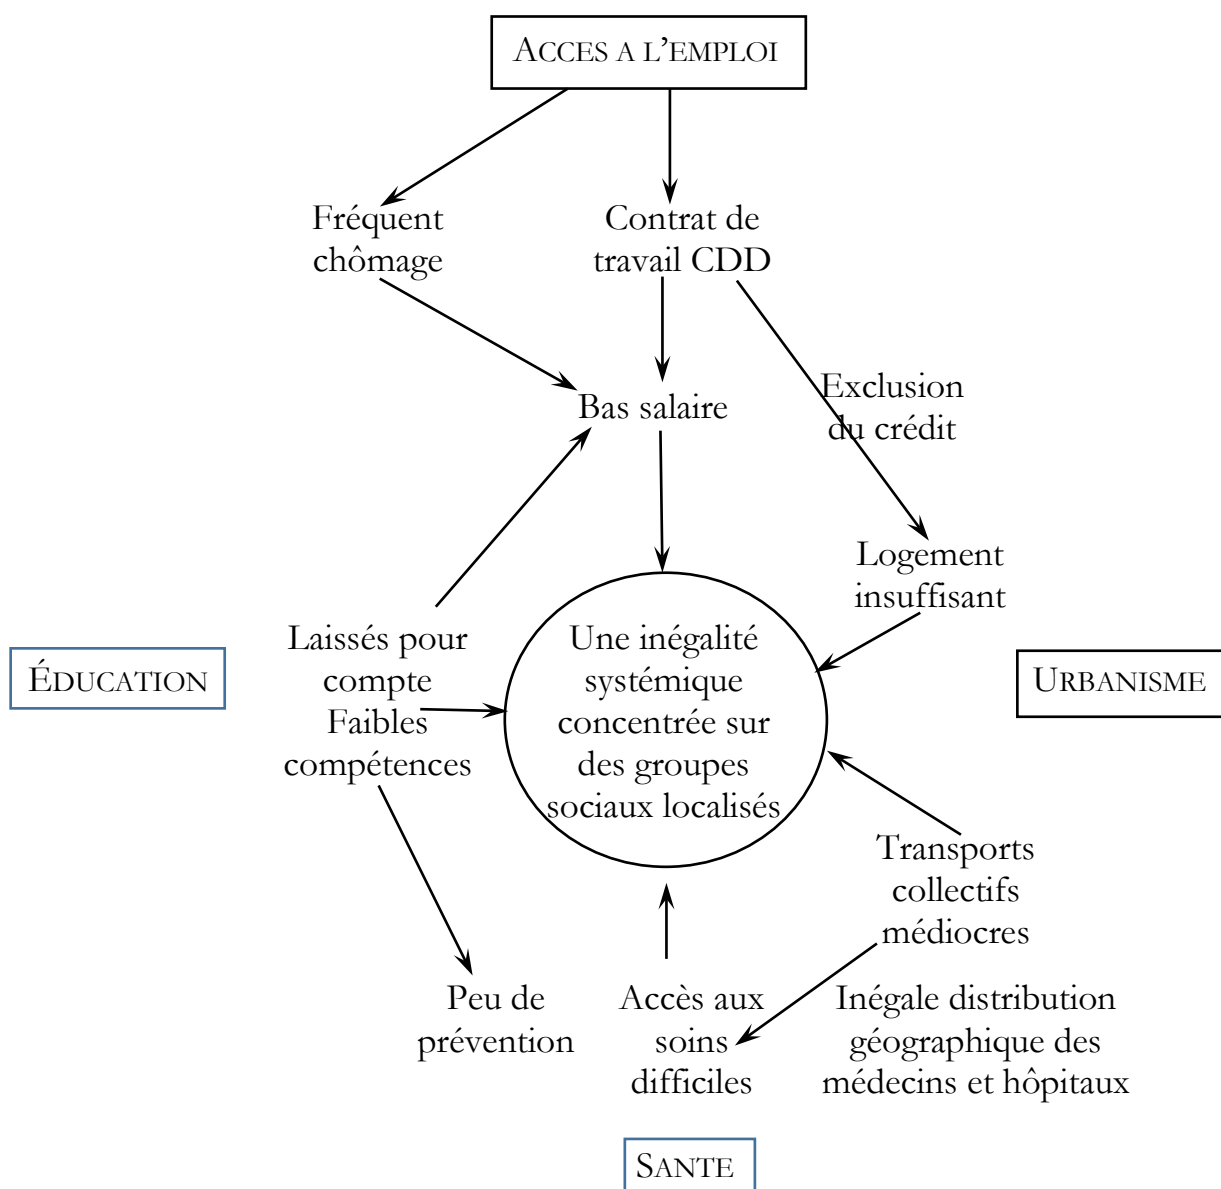 ACCES A L’EMPLOI
Fréquent
chômage
Contrat de
travail CDD
Bas salaire
Exclusion
du crédit
Logement
insuffisant
ÉDUCATION
Laissés pour
compte
Faibles
compétences
Une inégalité
systémique
concentrée sur
des groupes
sociaux localisés
URBANISME
Transports
collectifs
médiocres
Peu de
prévention
Accès aux
soins
difficiles
Inégale distribution
géographique des
médecins et hôpitaux
SANTE